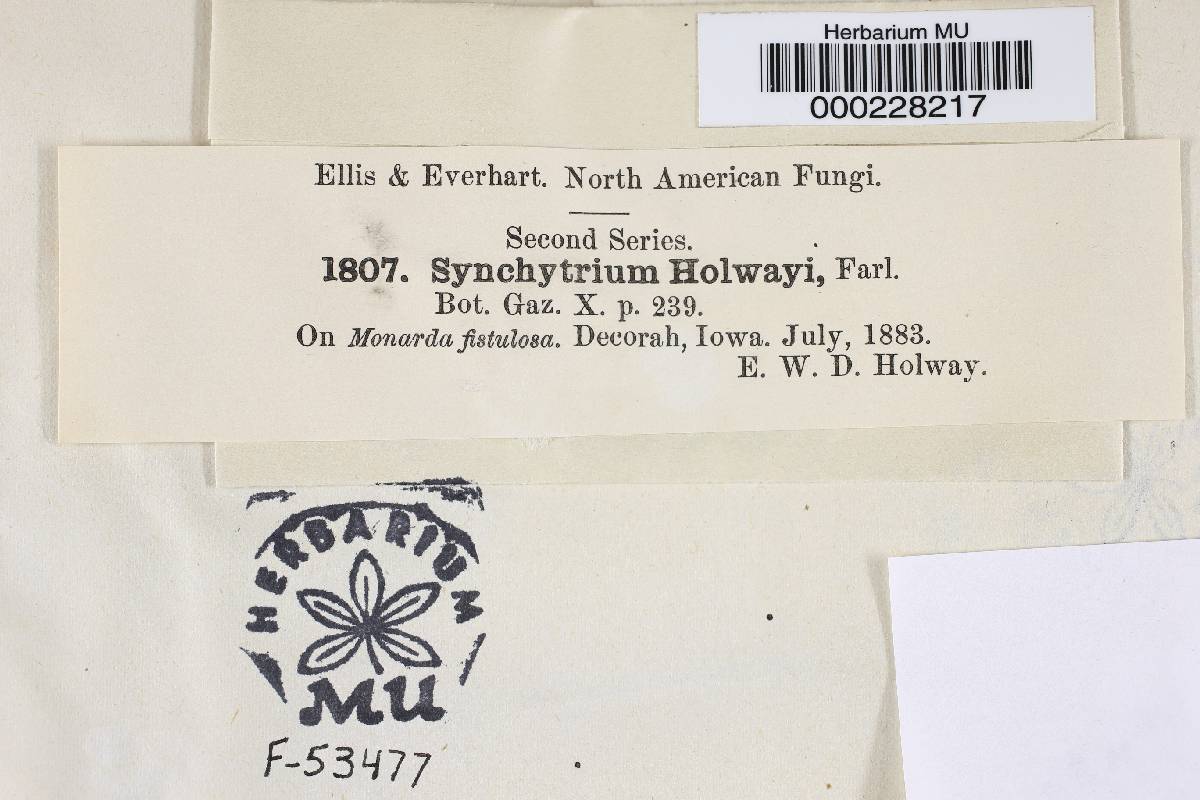 Herbarium MU
000228217
Ellis & Everhart. North American Fungi.
Second Series.
1807. Synchytrium Holwayi, Farl.
Bot. Gaz. X. p. 239.
On Monarda fistulosa. Decorah, Iowa. July, 1883.
E. W. D. Holway.
HERBARIUM
MU
F-53477